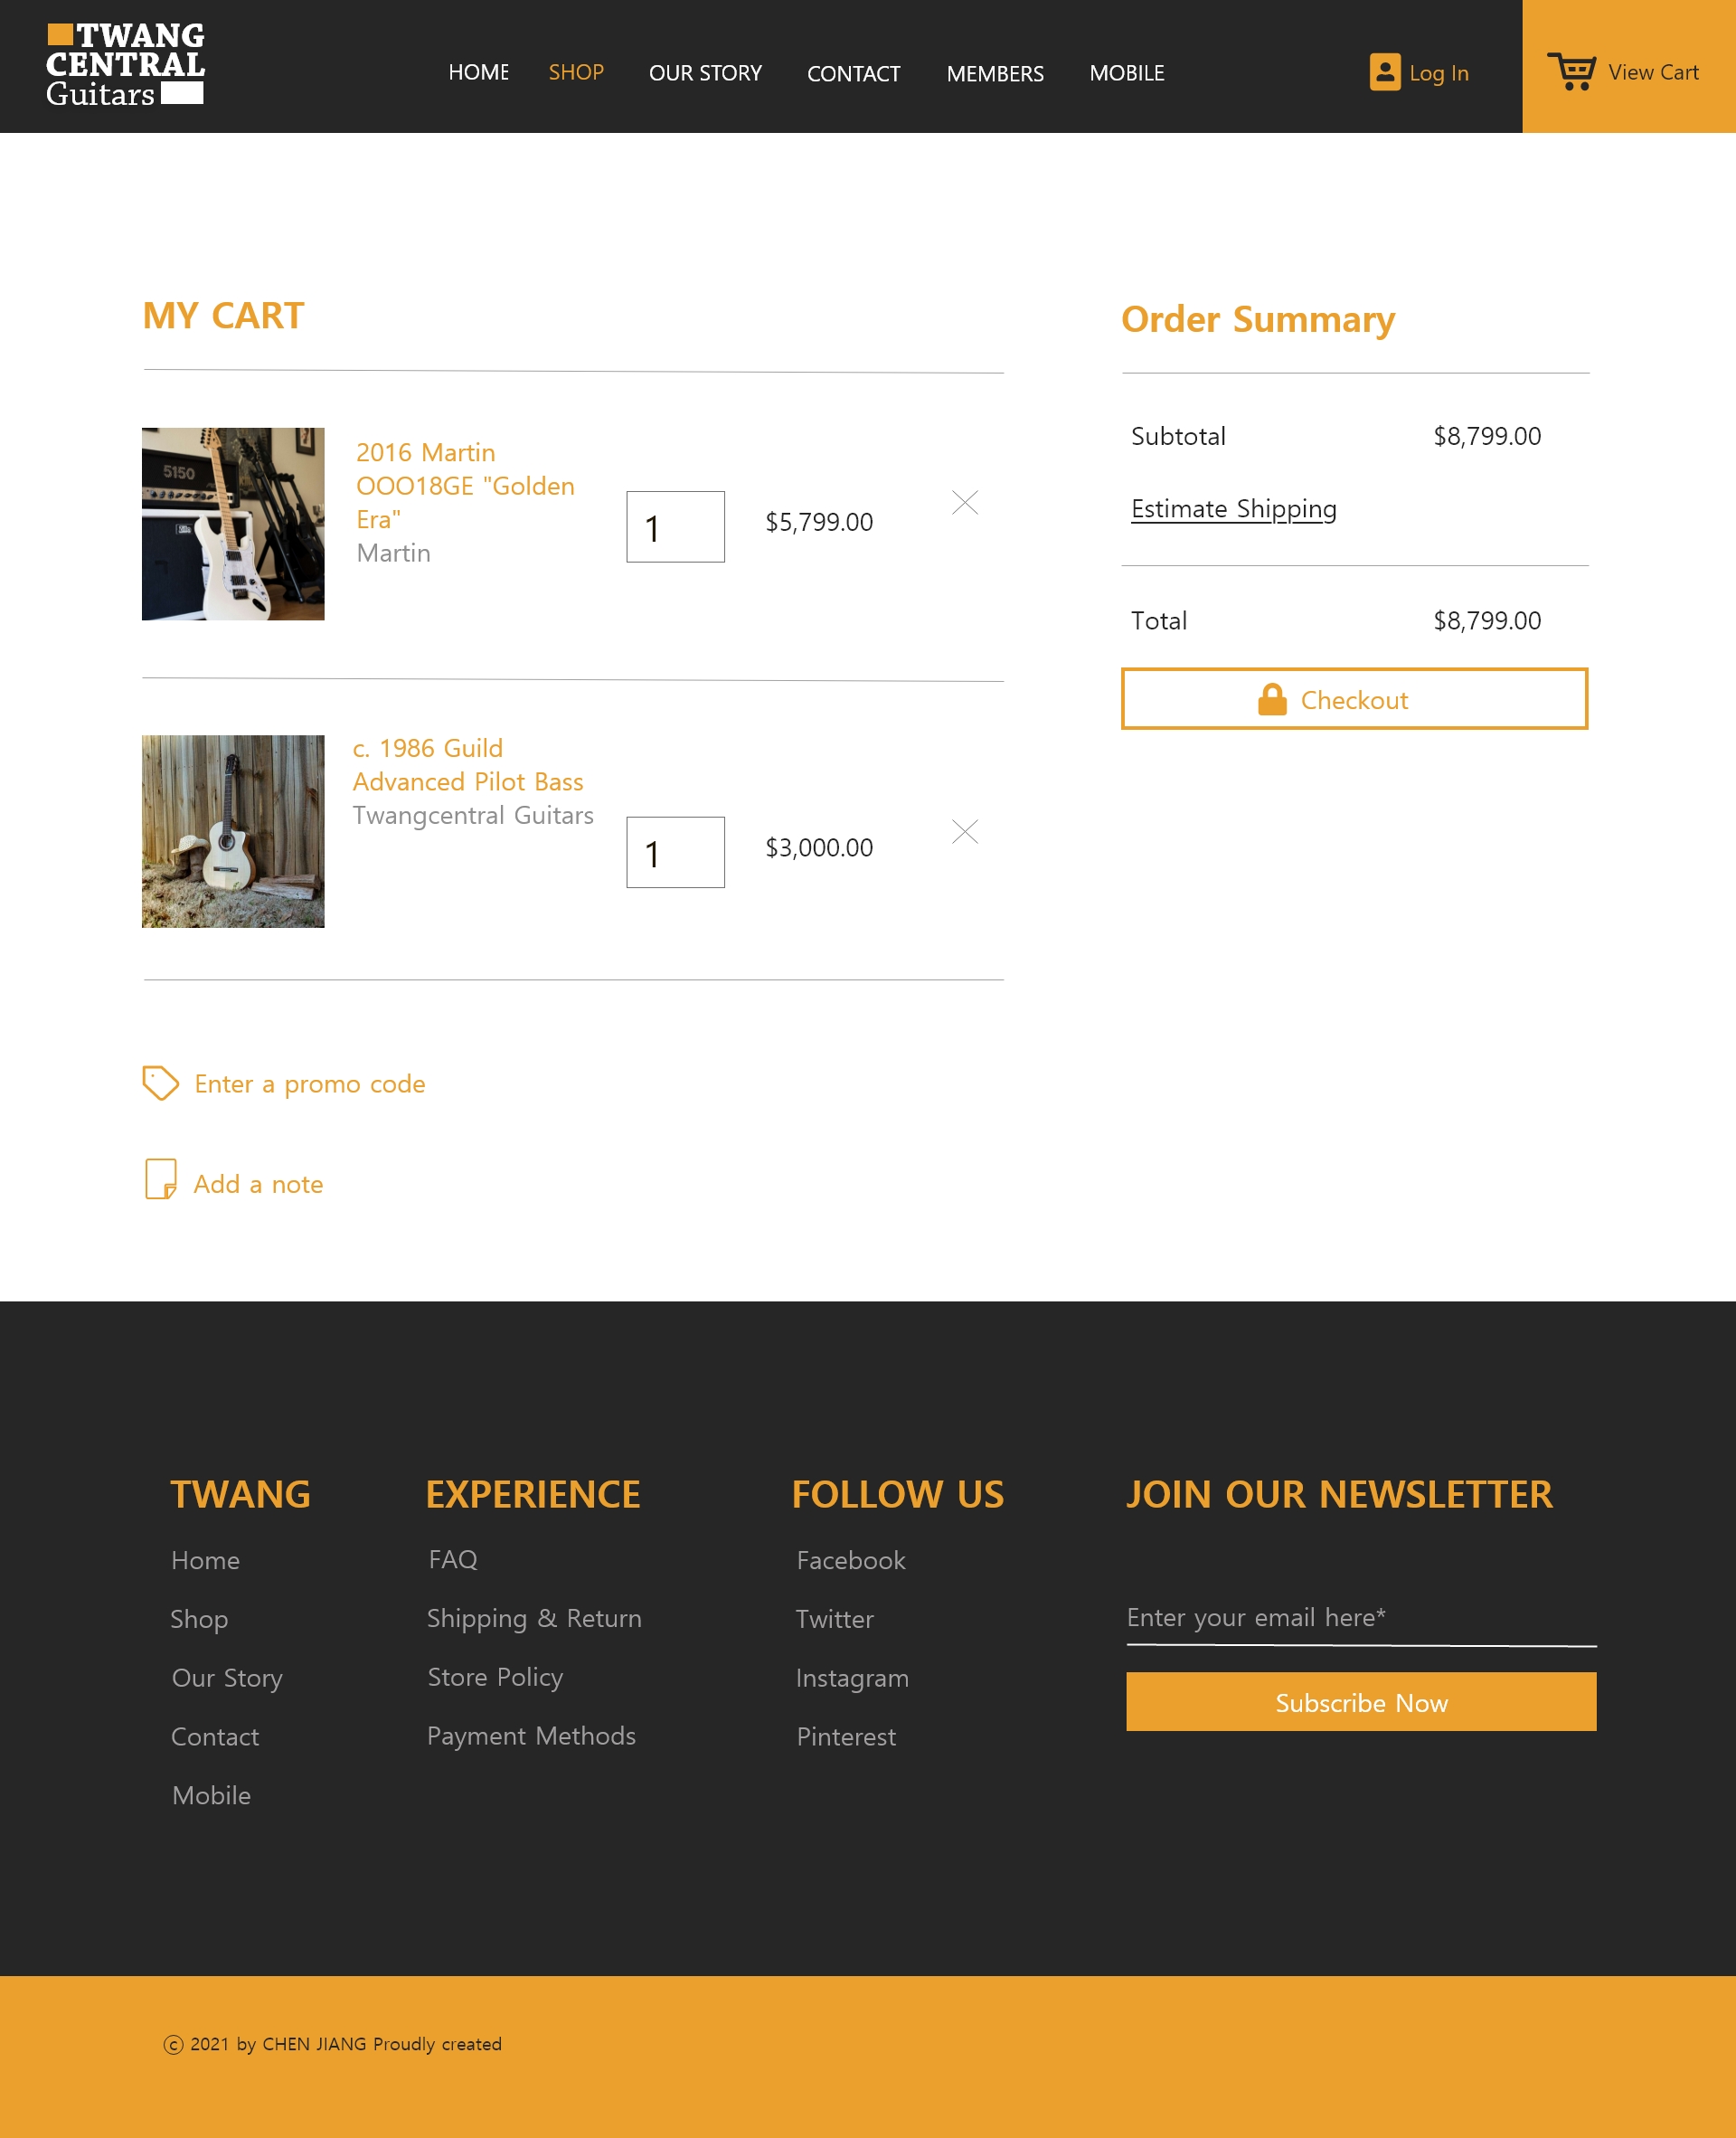 TWANG
CENTRAL
Guitars
HOME
SHOP
OUR STORY
CONTACT
MEMBERS
MOBILE
Log In
View Cart
MY CART
5150
2016 Martin
OOO18GE "Golden
Era"
Martin
1
$5,799.00
c. 1986 Guild
Advanced Pilot Bass
Twangcentral Guitars
1
$3,000.00
Enter a promo code
Add a note
Order Summary
Subtotal
$8,799.00
Estimate Shipping
Total
$8,799.00
Checkout
TWANG
Home
Shop
Our Story
Contact
Mobile
EXPERIENCE
FAQ
Shipping & Return
Store Policy
Payment Methods
FOLLOW US
Facebook
Twitter
Instagram
Pinterest
JOIN OUR NEWSLETTER
Enter your email here*
Subscribe Now
ⓒ 2021 by CHEN JIANG Proudly created